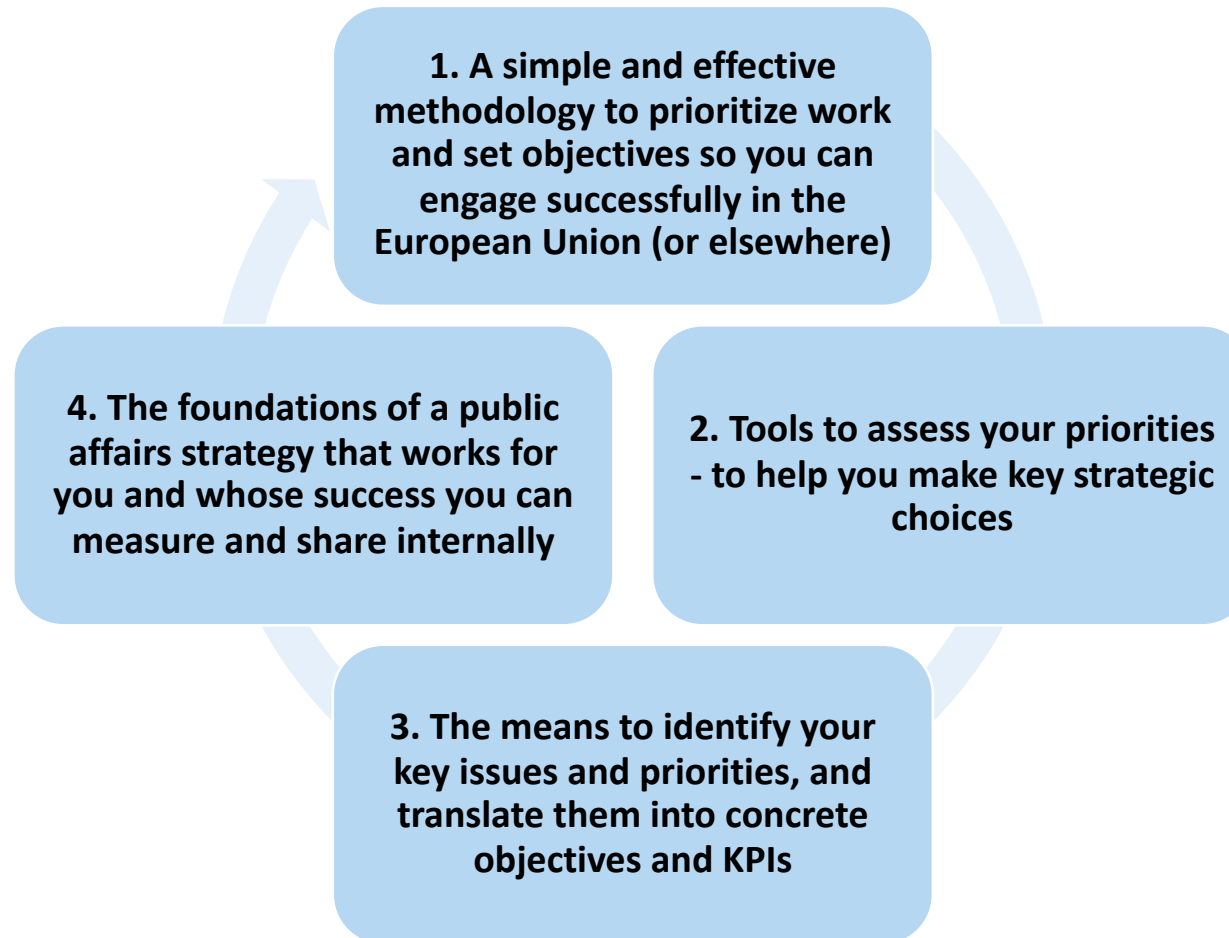 1. A simple and effective
methodology to prioritize work
and set objectives so you can
engage successfully in the
European Union (or elsewhere)
2. Tools to assess your priorities
- to help you make key strategic
choices
3. The means to identify your
key issues and priorities, and
translate them into concrete
objectives and KPIs
4. The foundations of a public
affairs strategy that works for
you and whose success you can
measure and share internally